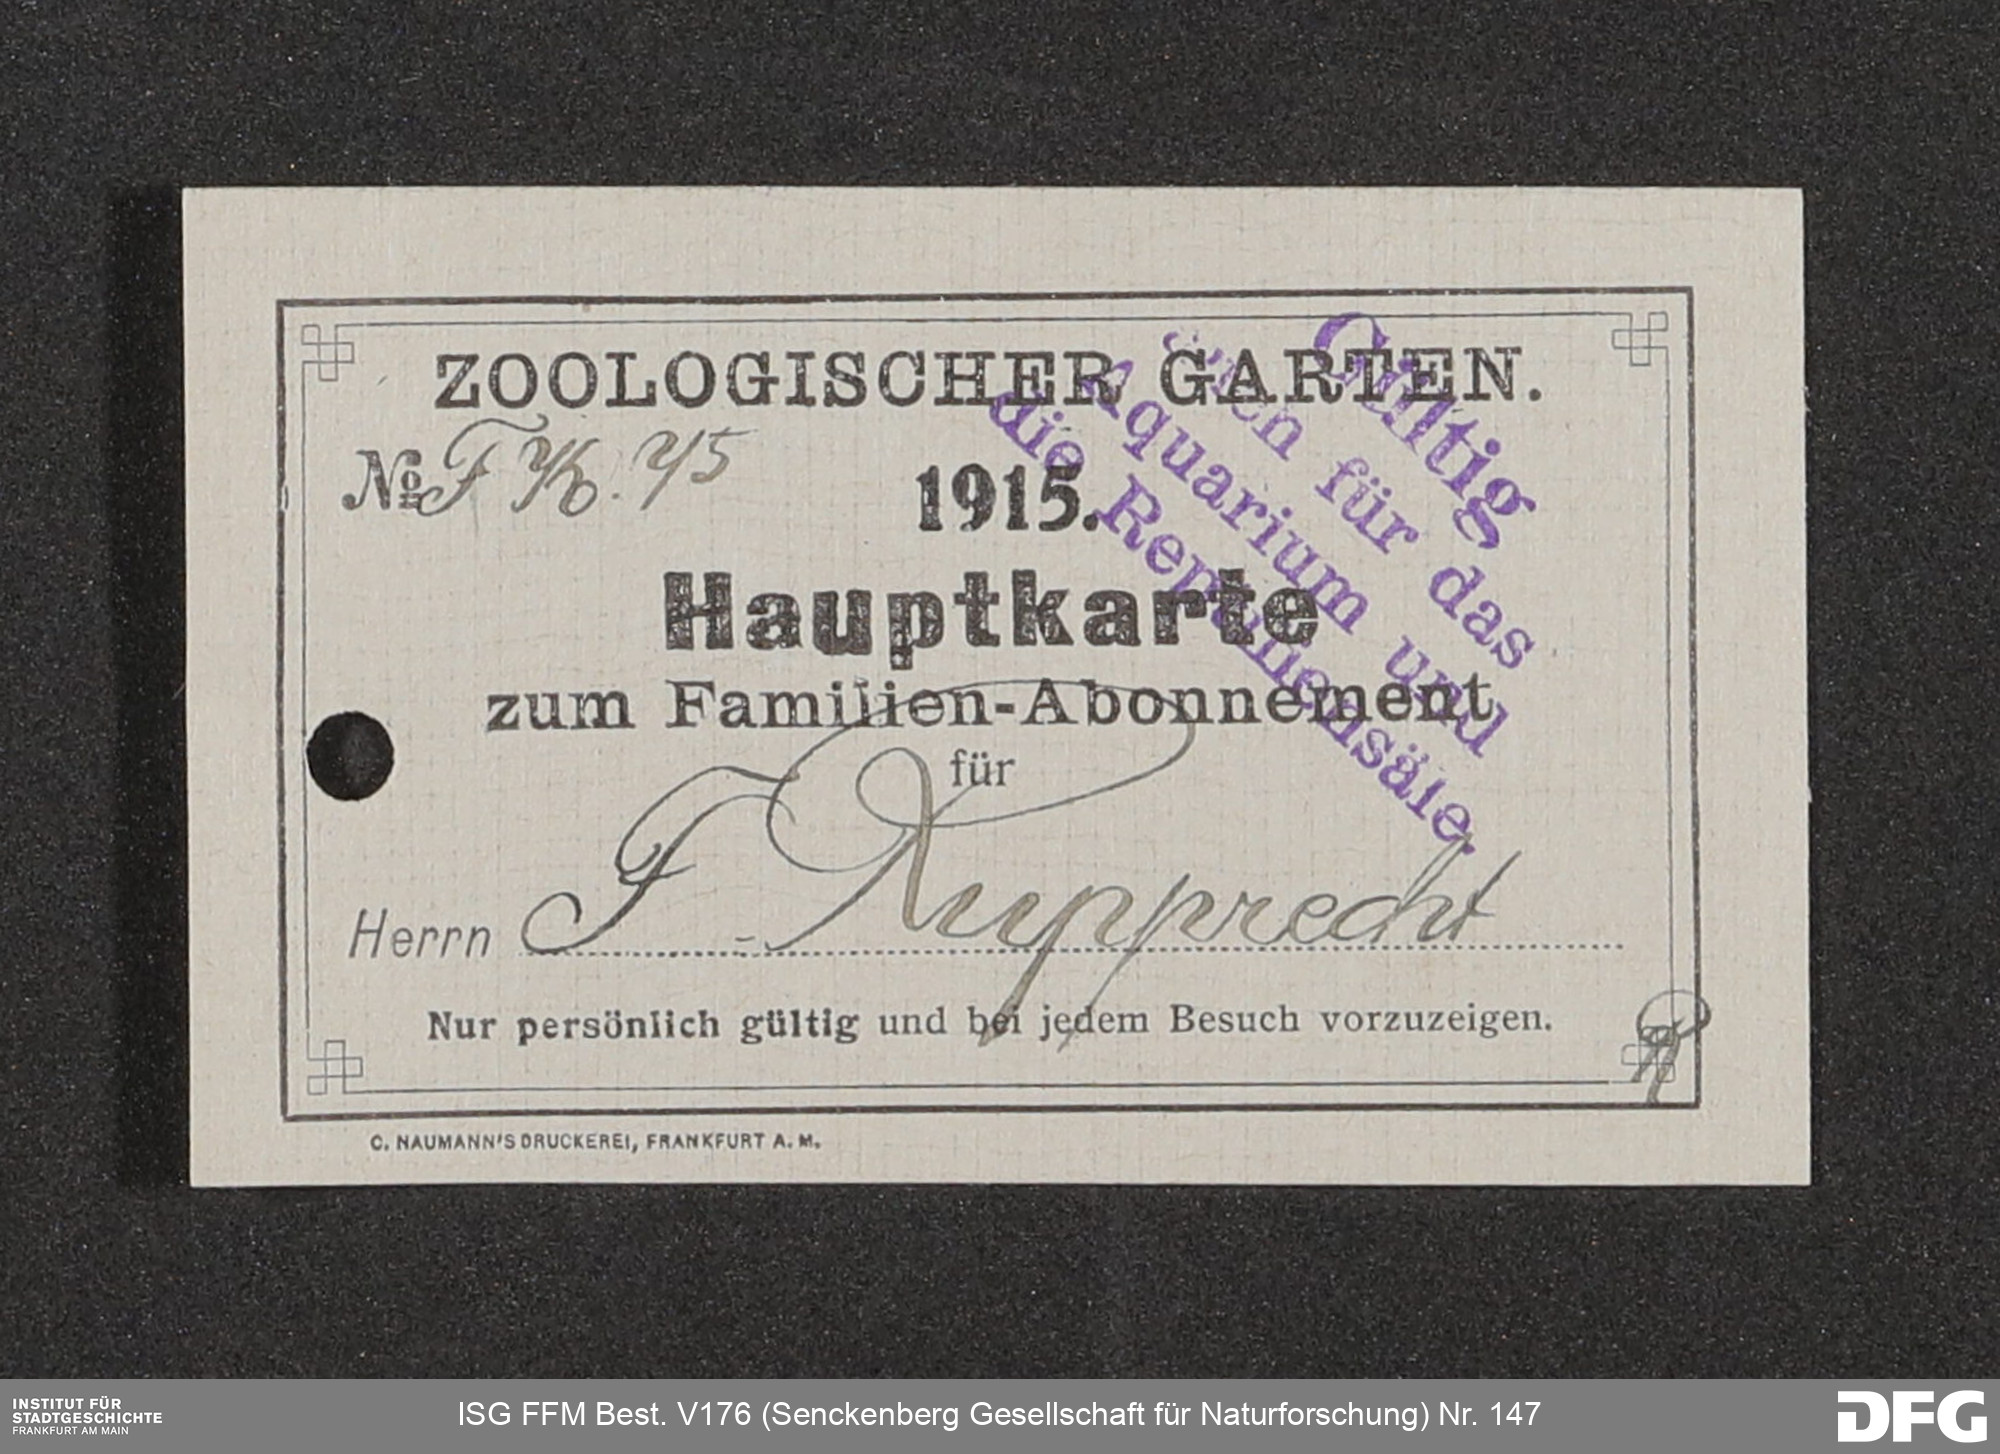 ZOOLOGISCHER GARTEN.
No F 45
1915.
Hauptkarte
zum Familien-Abonnement
für
Herrn F. Rupprecht
Nur persönlich gültig und bei jedem Besuch vorzuzeigen.
C. NAUMANN'S DRUCKEREI, FRANKFURT A. M.
Gültig
auch für das
Aquarium und
die Reptiliensäle.
INSTITUT FÜR
STADTGESCHICHTE
FRANKFURT AM MAIN
ISG FFM Best. V176 (Senckenberg Gesellschaft für Naturforschung) Nr. 147
DFG